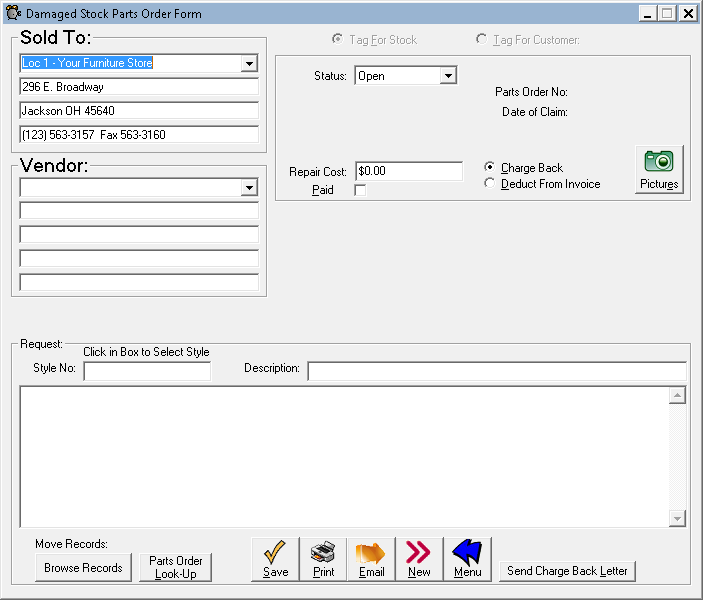 Damaged Stock Parts Order Form
Sold To:
Loc 1 - Your Furniture Store
296 E. Broadway
Jackson OH 45640
(123) 563-3157 Fax 563-3160
Vendor:
Tag For Stock
Tag For Customer:
Status: Open
Parts Order No:
Date of Claim:
Repair Cost: $0.00
Paid
Charge Back
Deduct From Invoice
Pictures
Request:
Click in Box to Select Style
Style No:
Description:
Move Records:
Browse Records
Parts Order
Look-Up
Save
Print
Email
New
Menu
Send Charge Back Letter